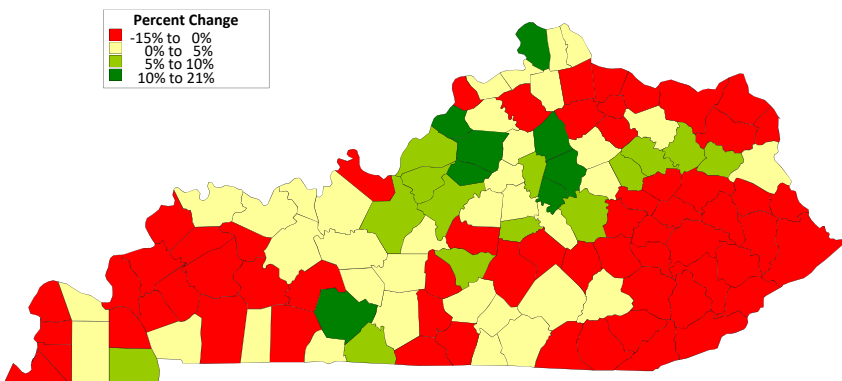 Percent Change
-15% to 0%
0% to 5%
5% to 10%
10% to 21%